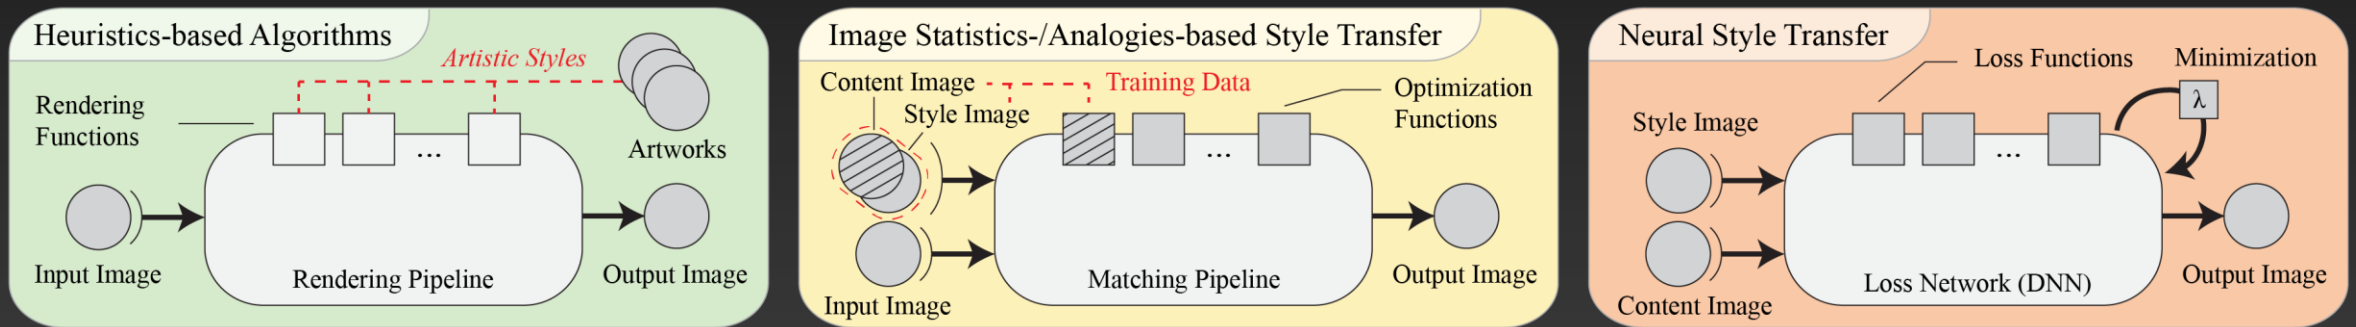 Heuristics-based Algorithms
Artistic Styles
Rendering
Functions
Artworks
Input Image
Rendering Pipeline
Output Image
...
Image Statistics-/Analogies-based Style Transfer
Content Image
Training Data
Style Image
Optimization
Functions
...
Input Image
Matching Pipeline
Output Image
Neural Style Transfer
Loss Functions
Minimization
λ
Style Image
...
Content Image
Loss Network (DNN)
Output Image